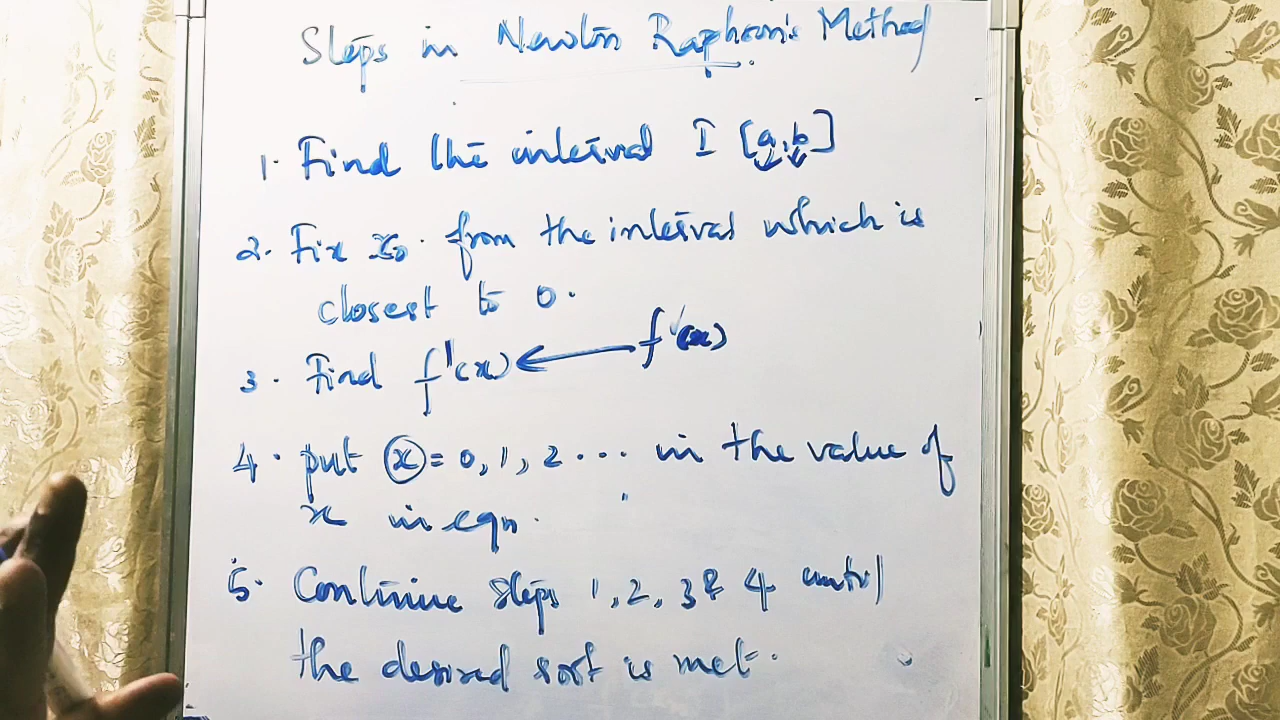 Steps in Newton Raphson's Method
1. Find the interval I [a,b]
2. Fix x₀ from the interval which is
closest to 0.
3. Find f'(x) ← f'(x)
4. put x = 0, 1, 2 ... in the value of
x in eqn.
5. Continue steps 1, 2, 3 & 4 until
the desired root is met.